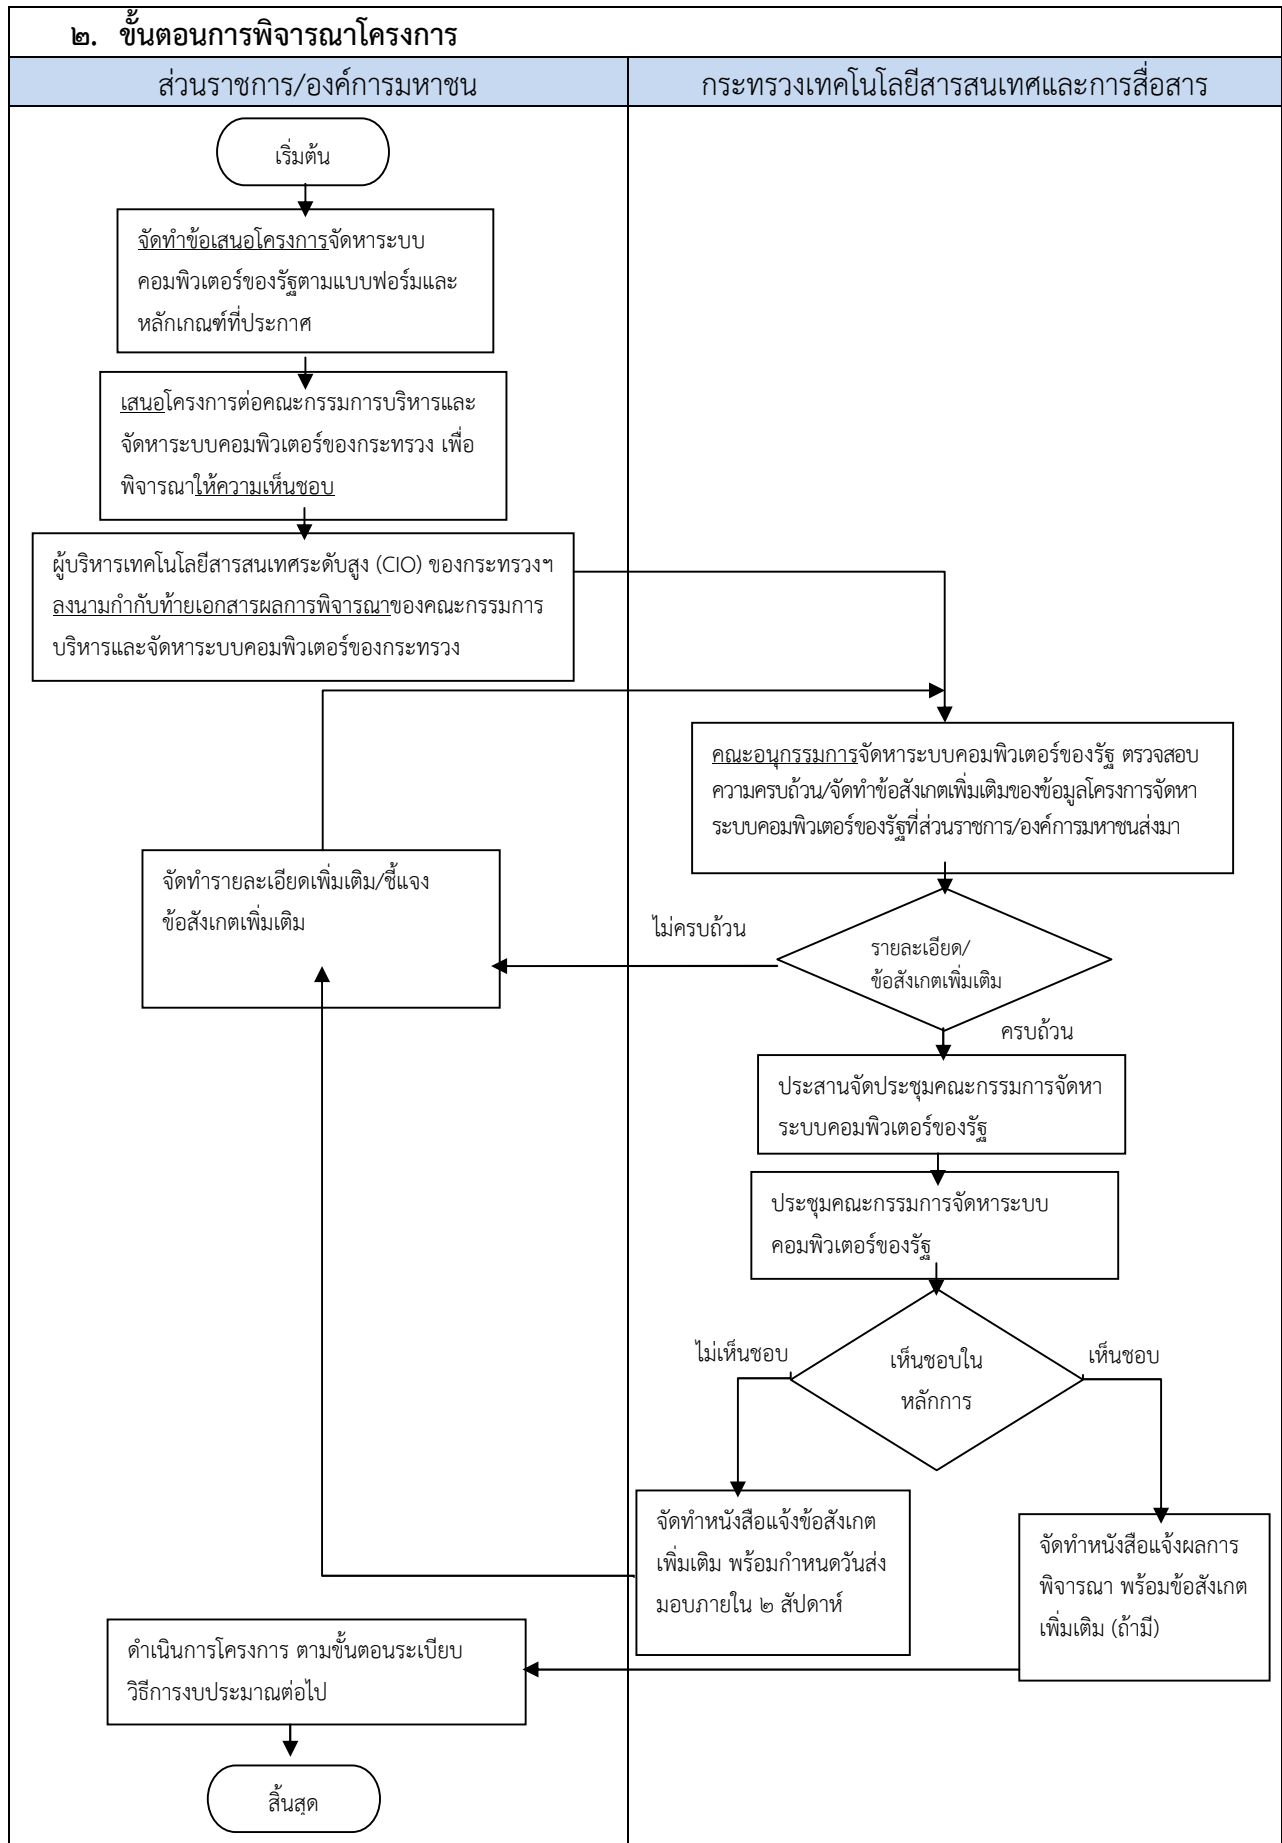 ๒. ขั้นตอนการพิจารณาโครงการ
ส่วนราชการ/องค์การมหาชน
กระทรวงเทคโนโลยีสารสนเทศและการสื่อสาร
เริ่มต้น
จัดทำข้อเสนอโครงการจัดหาระบบ
คอมพิวเตอร์ของรัฐตามแบบฟอร์มและ
หลักเกณฑ์ที่ประกาศ
เสนอโครงการต่อคณะกรรมการบริหารและ
จัดหาระบบคอมพิวเตอร์ของกระทรวง เพื่อ
พิจารณาให้ความเห็นชอบ
ผู้บริหารเทคโนโลยีสารสนเทศระดับสูง (CIO) ของกระทรวงฯ
ลงนามกำกับท้ายเอกสารผลการพิจารณาของคณะกรรมการ
บริหารและจัดหาระบบคอมพิวเตอร์ของกระทรวง
คณะอนุกรรมการจัดหาระบบคอมพิวเตอร์ของรัฐ ตรวจสอบ
ความครบถ้วน/จัดทำข้อสังเกตเพิ่มเติมของข้อมูลโครงการจัดหา
ระบบคอมพิวเตอร์ของรัฐที่ส่วนราชการ/องค์การมหาชนส่งมา
จัดทำรายละเอียดเพิ่มเติม/ชี้แจง
ข้อสังเกตเพิ่มเติม
ไม่ครบถ้วน
รายละเอียด/
ข้อสังเกตเพิ่มเติม
ครบถ้วน
ประสานจัดประชุมคณะกรรมการจัดหา
ระบบคอมพิวเตอร์ของรัฐ
ประชุมคณะกรรมการจัดหาระบบ
คอมพิวเตอร์ของรัฐ
ไม่เห็นชอบ
เห็นชอบใน
หลักการ
เห็นชอบ
จัดทำหนังสือแจ้งข้อสังเกต
เพิ่มเติม พร้อมกำหนดวันส่ง
มอบภายใน ๒ สัปดาห์
จัดทำหนังสือแจ้งผลการ
พิจารณา พร้อมข้อสังเกต
เพิ่มเติม (ถ้ามี)
ดำเนินการโครงการ ตามขั้นตอนระเบียบ
วิธีการงบประมาณต่อไป
สิ้นสุด